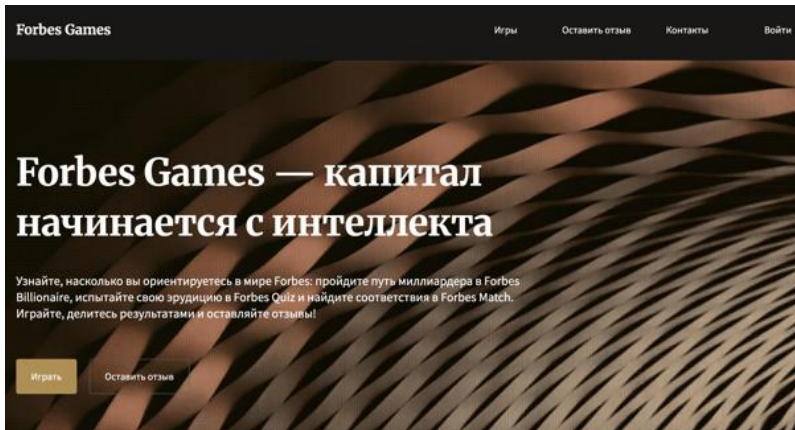 Forbes Games
Игры Оставить отзыв Контакты Войти
Forbes Games — капитал
начинается с интеллекта
Узнайте, насколько вы ориентируетесь в мире Forbes: пройдите путь миллиардера в Forbes
Billionaire, испытайте свою эрудицию в Forbes Quiz и найдите соответствия в Forbes Match.
Играйте, делитесь результатами и оставляйте отзывы!
Играть Оставить отзыв